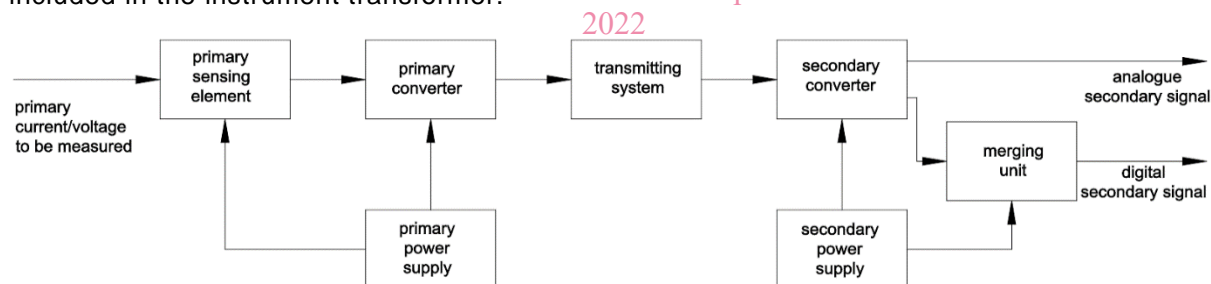 included in the instrument transformer.
2022
primary
sensing
element
primary
converter
transmitting
system
secondary
converter
analogue
secondary signal
primary
current/voltage
to be measured
merging
unit
digital
secondary signal
primary
power
supply
secondary
power
supply